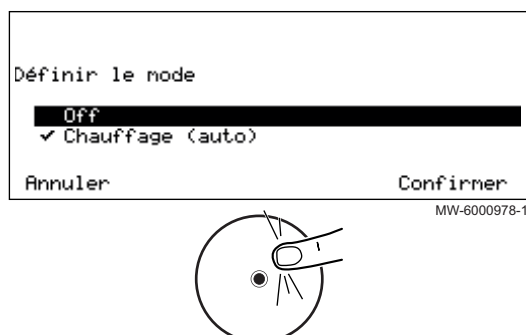 Définir le mode
Off
✓ Chauffage (auto)
Annuler Confirmer
MW-6000978-1